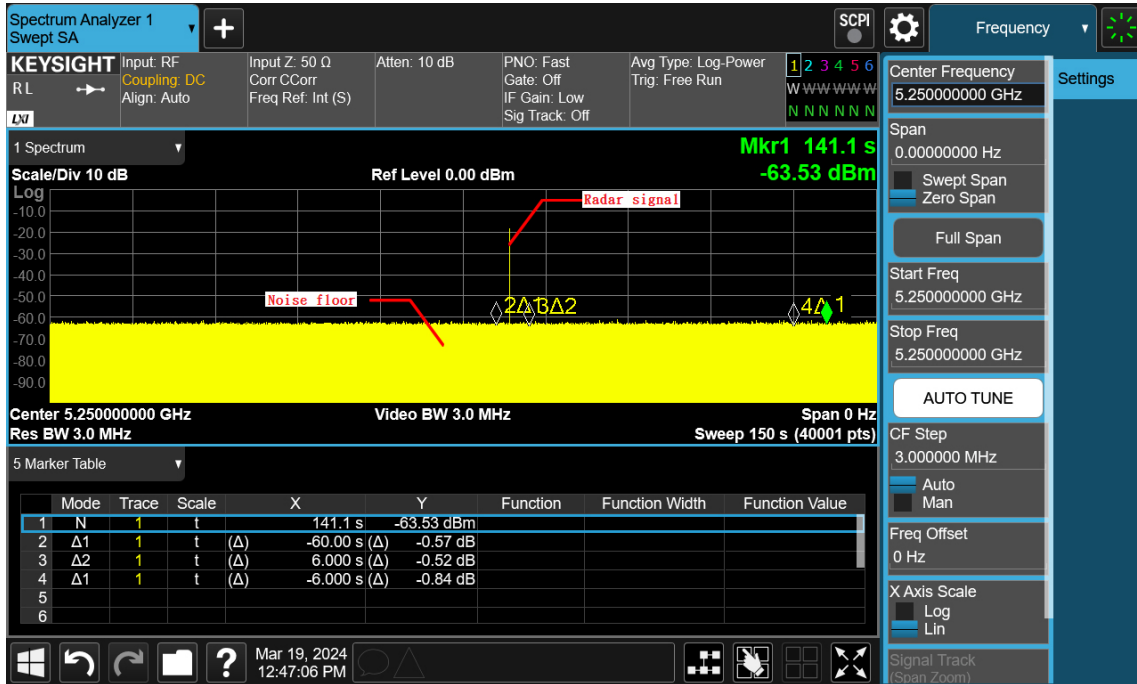 Spectrum Analyzer 1
Swept SA
+
SCPI
Frequency
KEYSIGHT
RL
LXI
Input: RF
Coupling: DC
Align: Auto
Input Z: 50 Ω
Corr CCorr
Freq Ref: Int (S)
Atten: 10 dB
PNO: Fast
Gate: Off
IF Gain: Low
Sig Track: Off
Avg Type: Log-Power
Trig: Free Run
1 2 3 4 5 6
W W W W W W
N N N N N N
1 Spectrum
Mkr1 141.1 s
Scale/Div 10 dB
Ref Level 0.00 dBm
-63.53 dBm
Log
-10.0
-20.0
-30.0
-40.0
-50.0
-60.0
-70.0
-80.0
-90.0
Radar signal
Noise floor
2Δ1 3Δ2
4Δ1
Center 5.250000000 GHz
Video BW 3.0 MHz
Span 0 Hz
Res BW 3.0 MHz
Sweep 150 s (40001 pts)
5 Marker Table
Mode Trace Scale X Y Function Function Width Function Value
1 N 1 t 141.1 s -63.53 dBm
2 Δ1 1 t (Δ) -60.00 s (Δ) -0.57 dB
3 Δ2 1 t (Δ) 6.000 s (Δ) -0.52 dB
4 Δ1 1 t (Δ) -6.000 s (Δ) -0.84 dB
5
6
?
Mar 19, 2024
12:47:06 PM
Center Frequency
5.250000000 GHz
Span
0.00000000 Hz
Swept Span
Zero Span
Full Span
Start Freq
5.250000000 GHz
Stop Freq
5.250000000 GHz
AUTO TUNE
CF Step
3.000000 MHz
Auto
Man
Freq Offset
0 Hz
X Axis Scale
Log
Lin
Signal Track
(Span Zoom)
Settings